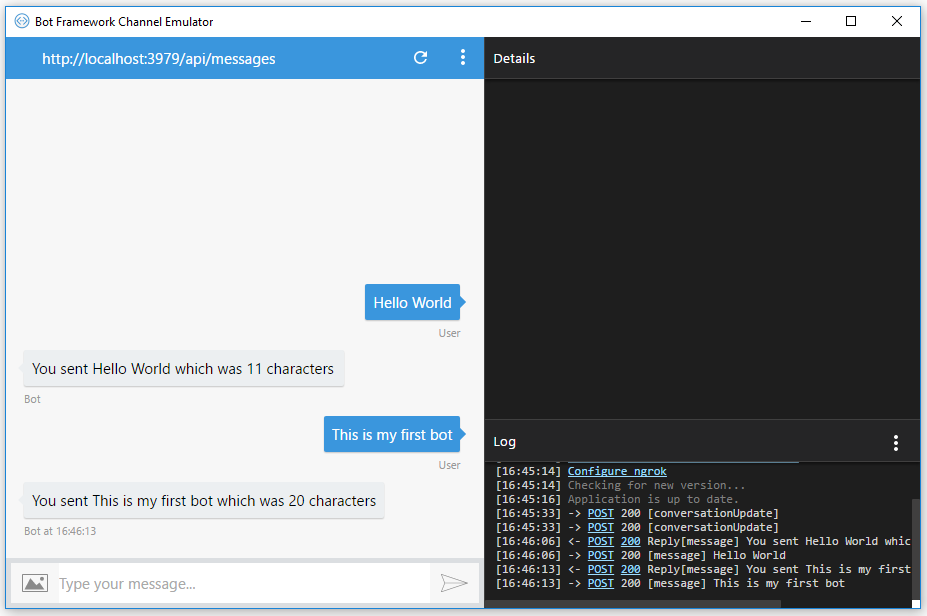 Bot Framework Channel Emulator
http://localhost:3979/api/messages
Hello World
User
You sent Hello World which was 11 characters
Bot
This is my first bot
User
You sent This is my first bot which was 20 characters
Bot at 16:46:13
Type your message...
Details
Log
[16:45:14] Configure ngrok
[16:45:14] Checking for new version...
[16:45:16] Application is up to date.
[16:45:33] -> POST 200 [conversationUpdate]
[16:45:33] -> POST 200 [conversationUpdate]
[16:46:06] <- POST 200 Reply[message] You sent Hello World whic
[16:46:06] -> POST 200 [message] Hello World
[16:46:13] <- POST 200 Reply[message] You sent This is my first
[16:46:13] -> POST 200 [message] This is my first bot